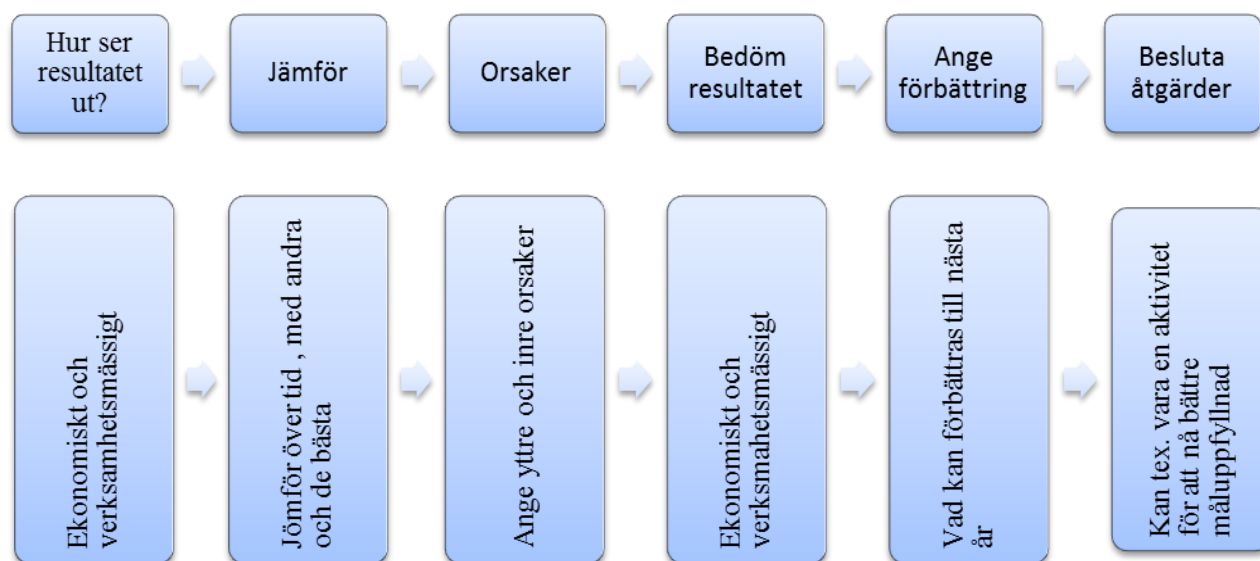 Hur ser
resultatet
ut?
Jämför
Orsaker
Bedöm
resultatet
Ange
förbättring
Besluta
åtgärder
Ekonomiskt och
verksamhetsmässigt
Jömför över tid , med andra
och de bästa
Ange yttre och inre orsaker
Ekonomiskt och
verksmahetsmässigt
Vad kan förbättras till nästa
år
Kan tex. vara en aktivitet
för att nå bättre
måluppfyllnad